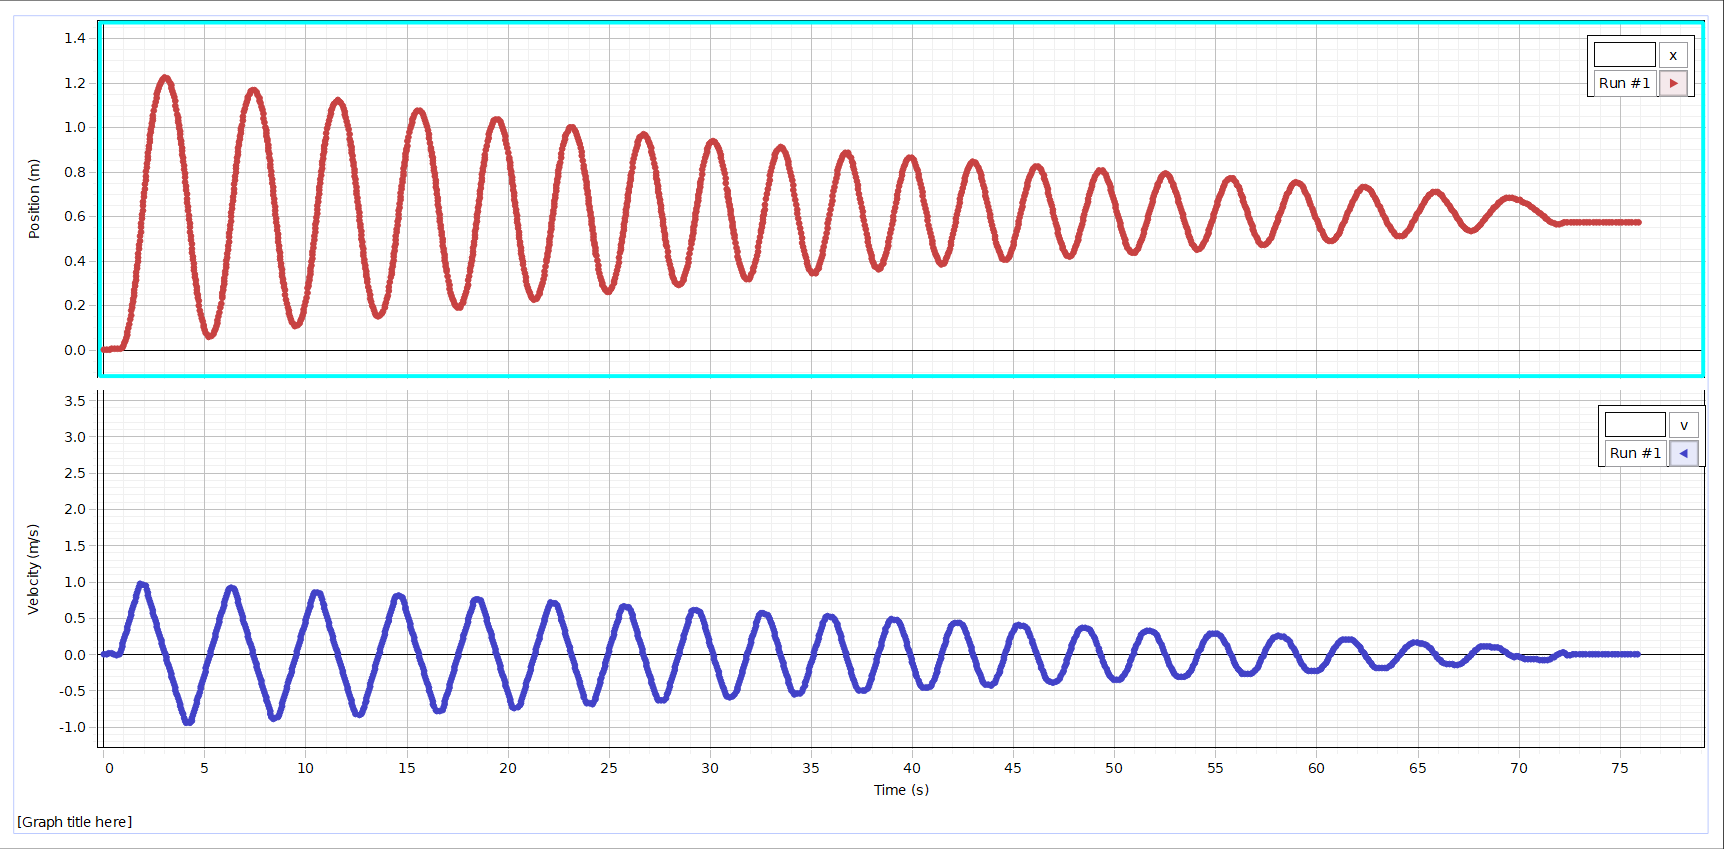 1.4
1.2
1.0
0.8
0.6
0.4
0.2
0.0
Position (m)
x
Run #1
3.5
3.0
2.5
2.0
1.5
1.0
0.5
0.0
-0.5
-1.0
Velocity (m/s)
v
Run #1
0 5 10 15 20 25 30 35 40 45 50 55 60 65 70 75
Time (s)
[Graph title here]